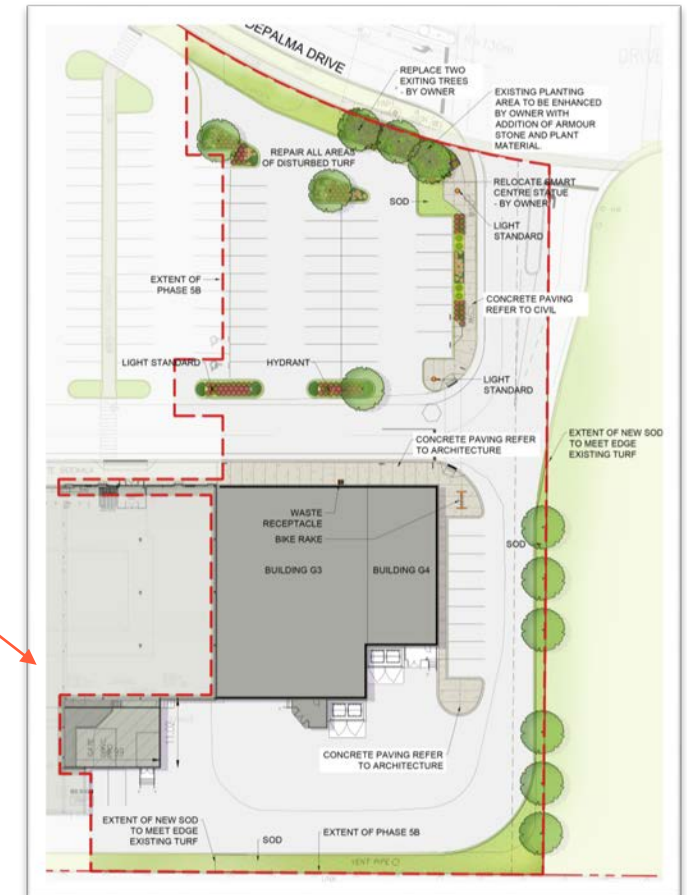 DEPALMA DRIVE
DRIVE
REPLACE TWO
EXITING TREES
- BY OWNER
EXISTING PLANTING
AREA TO BE ENHANCED
BY OWNER WITH
ADDITION OF ARMOUR
STONE AND PLANT
MATERIAL.
REPAIR ALL AREAS
OF DISTURBED TURF
RELOCATE SMART
CENTRE STATUE
- BY OWNER
SOD
LIGHT
STANDARD
EXTENT OF
PHASE 5B
CONCRETE PAVING
REFER TO CIVIL
LIGHT STANDARD
HYDRANT
LIGHT
STANDARD
CONCRETE PAVING REFER
TO ARCHITECTURE
EXTENT OF NEW SOD
TO MEET EDGE
EXISTING TURF
WASTE
RECEPTACLE
BIKE RAKE
SOD
BUILDING G3
BUILDING G4
11.02
CONCRETE PAVING REFER
TO ARCHITECTURE
EXTENT OF NEW SOD
TO MEET EDGE
EXISTING TURF
SOD
EXTENT OF PHASE 5B
VENT PIPE